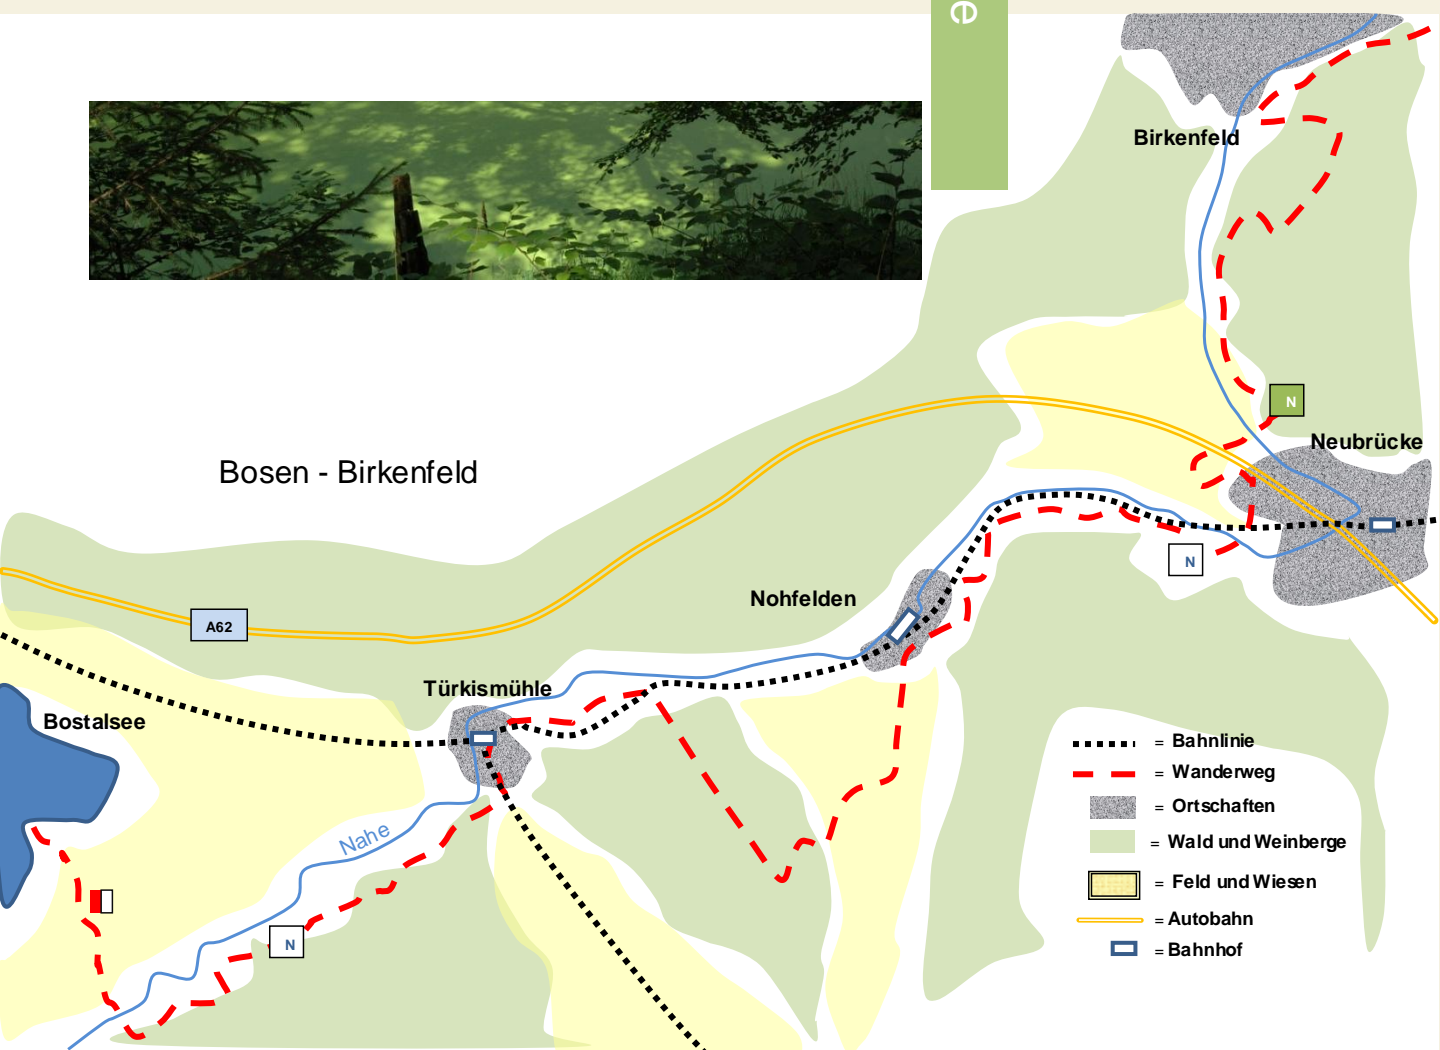 e
Birkenfeld
N
Neubrücke
Bosen - Birkenfeld
N
Nohfelden
A62
Türkismühle
Bostalsee
Nahe
N
= Bahnlinie
= Wanderweg
= Ortschaften
= Wald und Weinberge
= Feld und Wiesen
= Autobahn
= Bahnhof